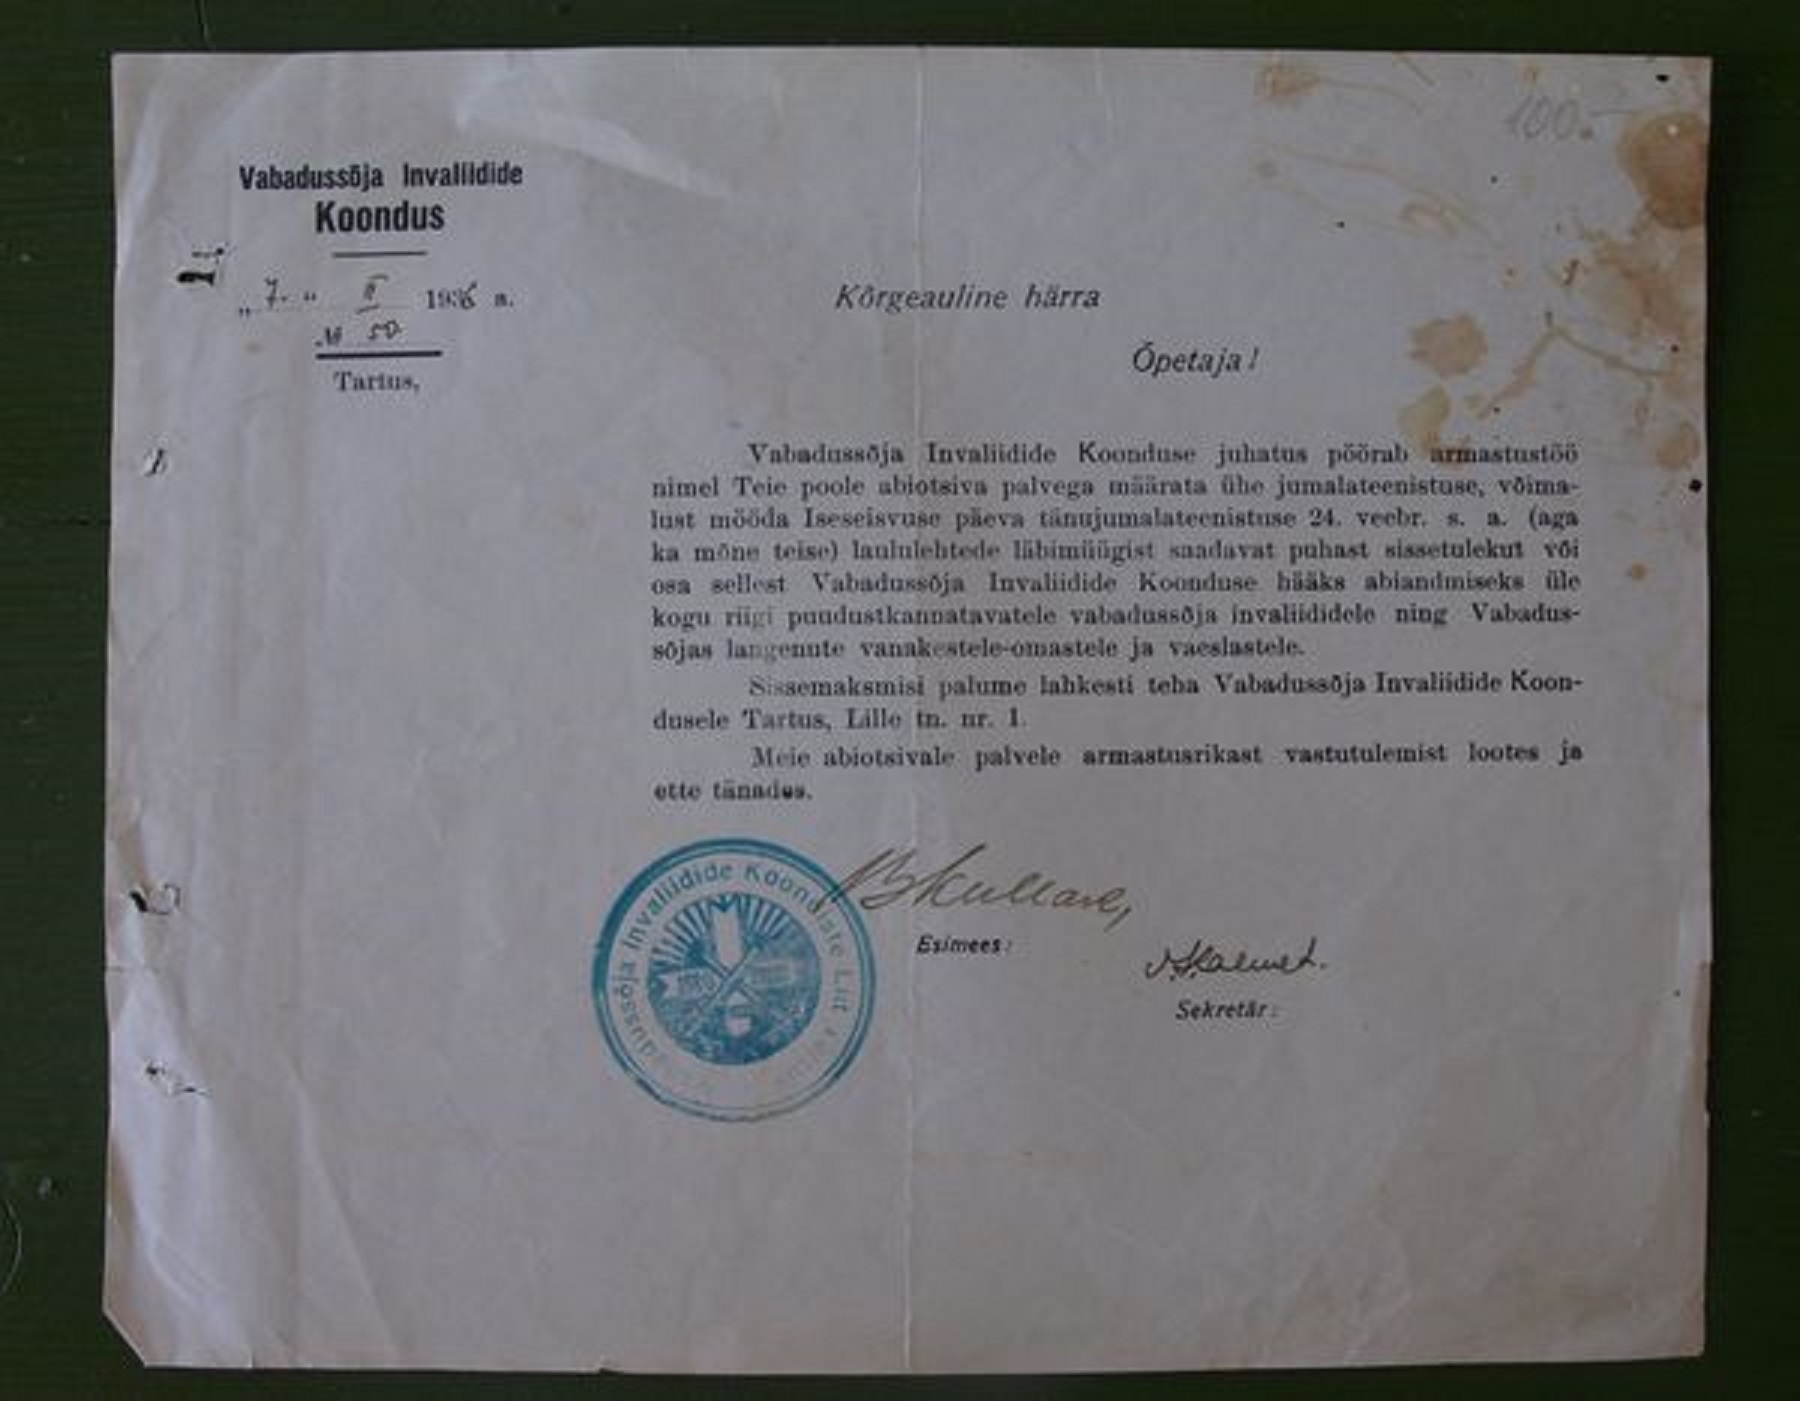 100.-
Vabadussõja Invaliidide
Koondus
„ 7. “ II 1936 a.
№ 50
Tartus,
Kõrgeauline härra
Õpetaja!
Vabadussõja Invaliidide Koonduse juhatus pöörab armastustöö
nimel Teie poole abiotsiva palvega määrata ühe jumalateenistuse, võima-
lust mööda Iseseisvuse päeva tänujumalateenistuse 24. veebr. s. a. (aga
ka mõne teise) laululehtede läbimüügist saadavat puhast sissetulekut või
osa sellest Vabadussõja Invaliidide Koonduse hääks abiandmiseks üle
kogu riigi puudustkannatavatele vabadussõja invaliididele ning Vabadus-
sõjas langenute vanakestele-omastele ja vaeslastele.
Sissemaksmisi palume lahkesti teha Vabadussõja Invaliidide Koon-
dusele Tartus, Lille tn. nr. 1.
Meie abiotsivale palvele armastusrikast vastutulemist lootes ja
ette tänades.
Invaliidide Koonduste Liit
Esimees:
Sekretär: